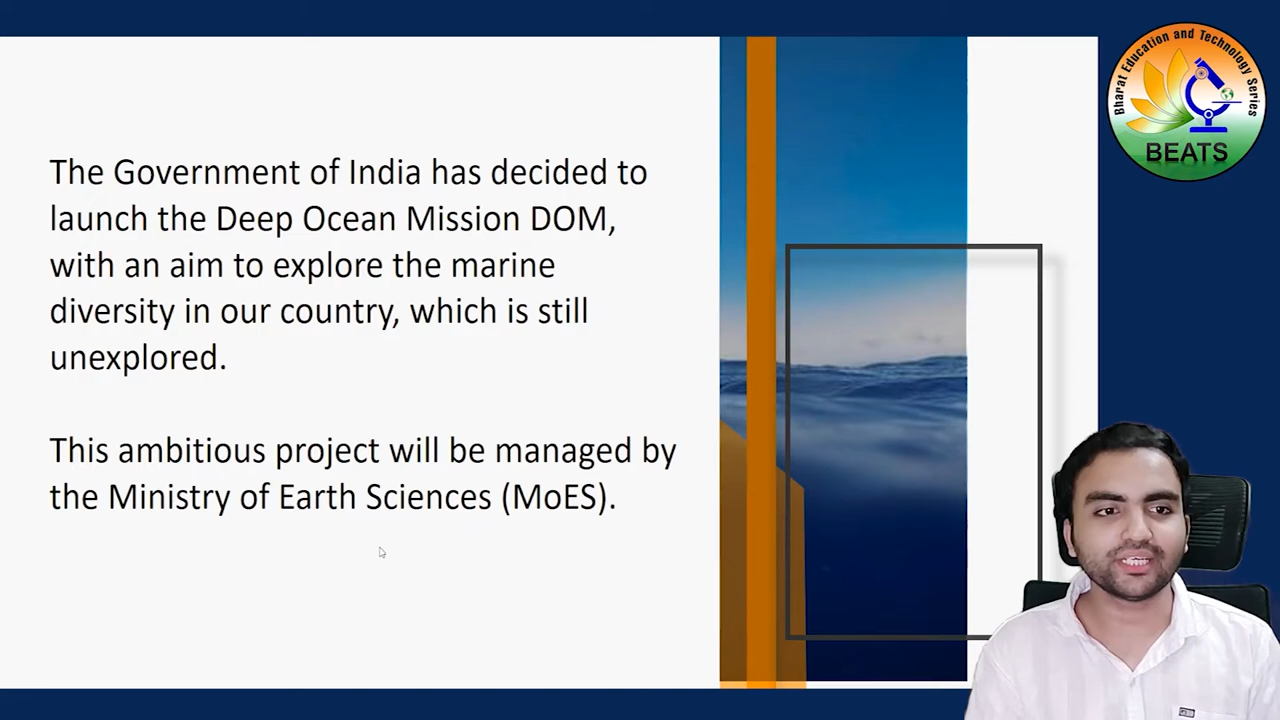 The Government of India has decided to
launch the Deep Ocean Mission DOM,
with an aim to explore the marine
diversity in our country, which is still
unexplored.
This ambitious project will be managed by
the Ministry of Earth Sciences (MoES).
Bharat Education and Technology Series
BEATS